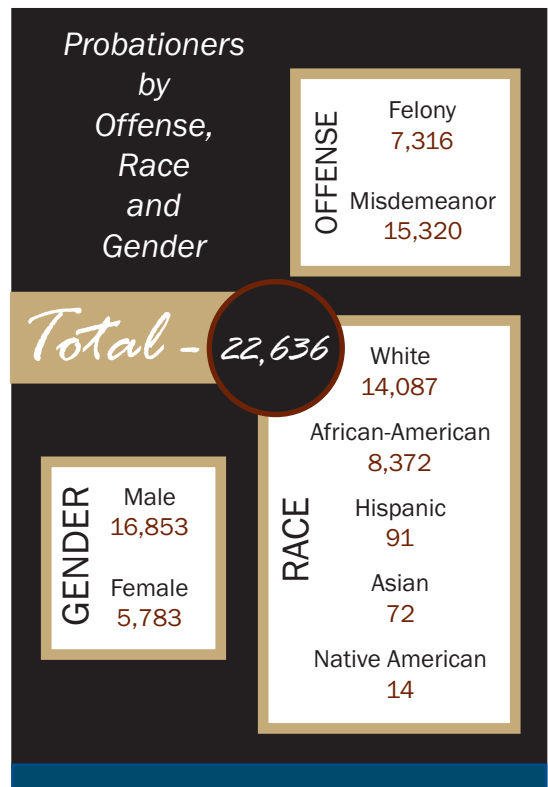 Probationers
by
Offense,
Race
and
Gender
OFFENSE
Felony
7,316
Misdemeanor
15,320
Total - 22,636
RACE
White
14,087
African-American
8,372
Hispanic
91
Asian
72
Native American
14
GENDER
Male
16,853
Female
5,783